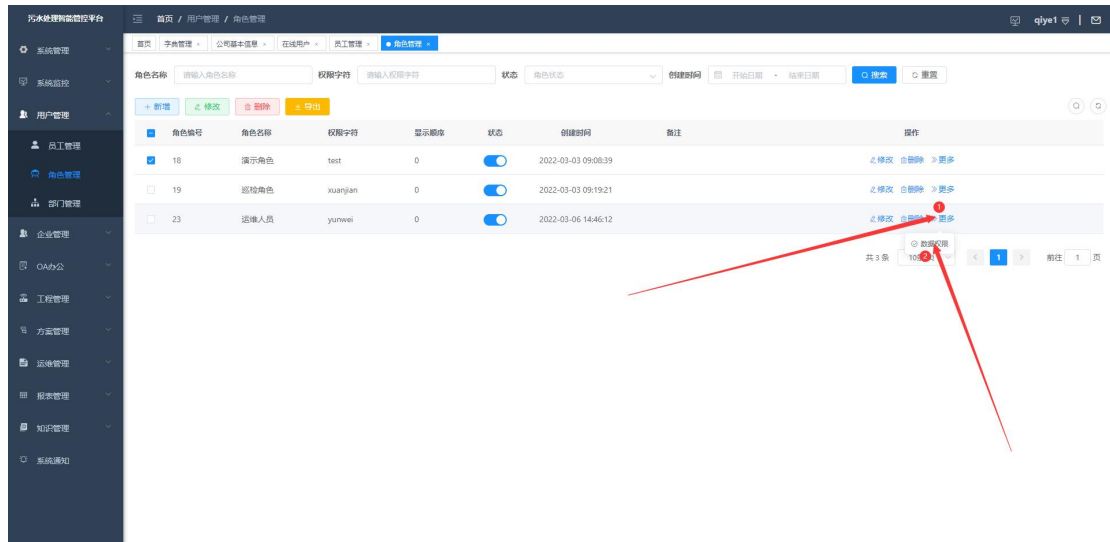 污水处理智能管控平台
首页 / 用户管理 / 角色管理
qiye1
首页 字典管理 × 公司基本信息 × 在线用户 × 员工管理 × 角色管理 ×
系统管理
系统监控
用户管理
员工管理
角色管理
部门管理
企业管理
OA办公
工程管理
方案管理
运维管理
报表管理
知识管理
系统通知
角色名称 请输入角色名称 权限字符 请输入权限字符 状态 角色状态 创建时间 开始日期 - 结束日期 搜索 重置
+ 新增 修改 删除 导出
角色编号 角色名称 权限字符 显示顺序 状态 创建时间 备注 操作
18 演示角色 test 0 2022-03-03 09:08:39 修改 删除 更多
19 巡检角色 xuanjian 0 2022-03-03 09:19:21 修改 删除 更多
1
23 运维人员 yunwei 0 2022-03-06 14:46:12 修改 删除 更多
数据权限
共 3 条 2 < 1 > 前往 1 页